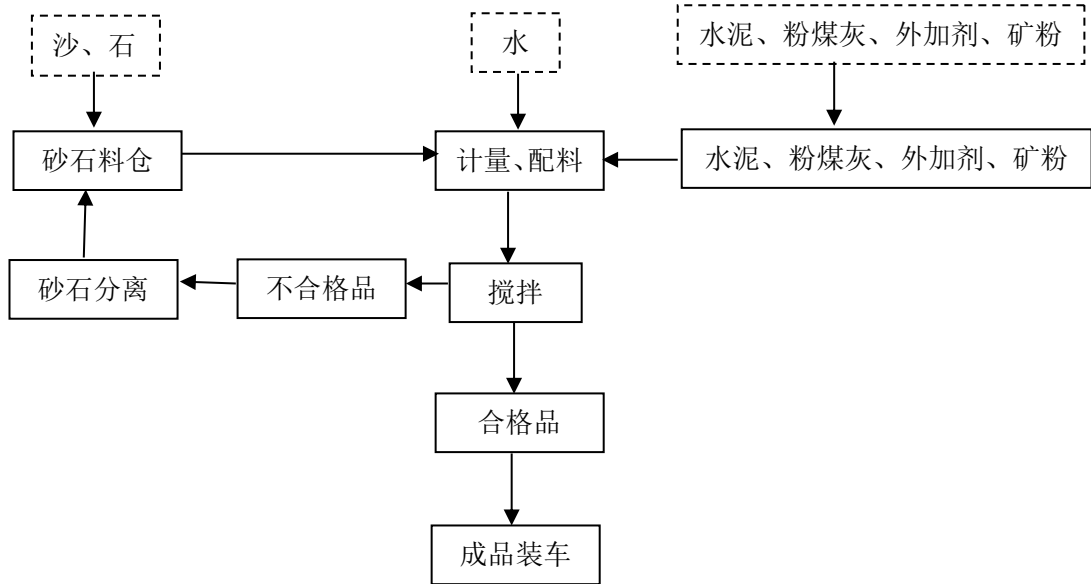 沙、石
水
水泥、粉煤灰、外加剂、矿粉
砂石料仓
计量、配料
水泥、粉煤灰、外加剂、矿粉
砂石分离
不合格品
搅拌
合格品
成品装车